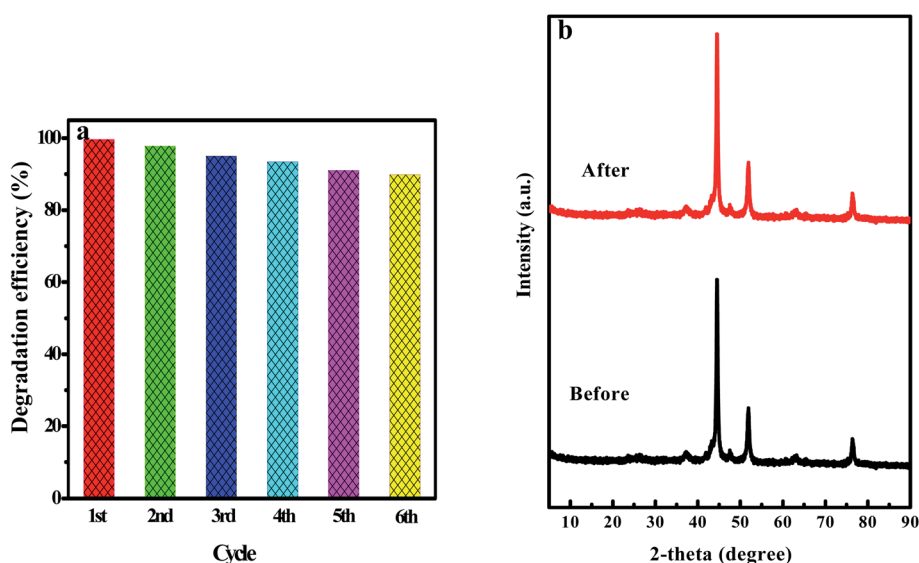 a
Degradation efficiency (%)
100
80
60
40
20
0
1st 2nd 3rd 4th 5th 6th
Cycle
b
Intensity (a.u.)
After
Before
10 20 30 40 50 60 70 80 90
2-theta (degree)